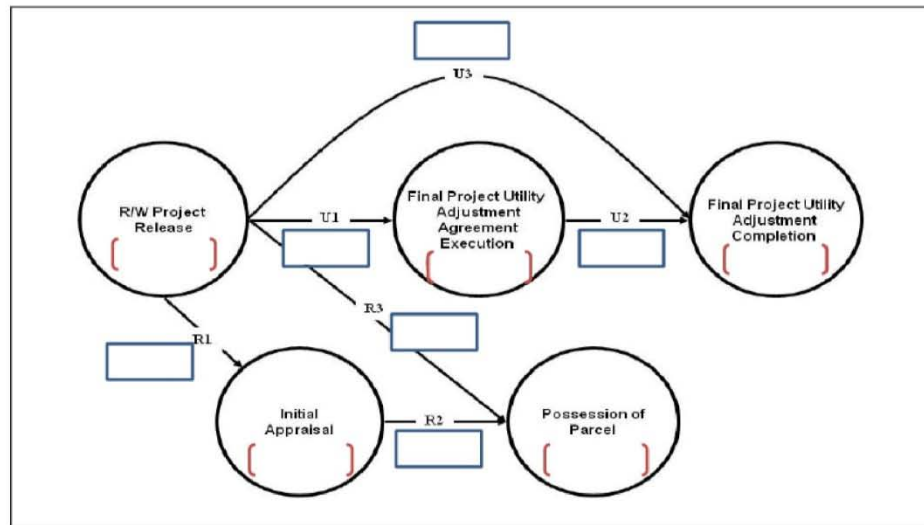 U3
R/W Project
Release
U1
Final Project Utility
Adjustment
Agreement
Execution
U2
Final Project Utility
Adjustment
Completion
R3
R1
Initial
Appraisal
R2
Possession of
Parcel